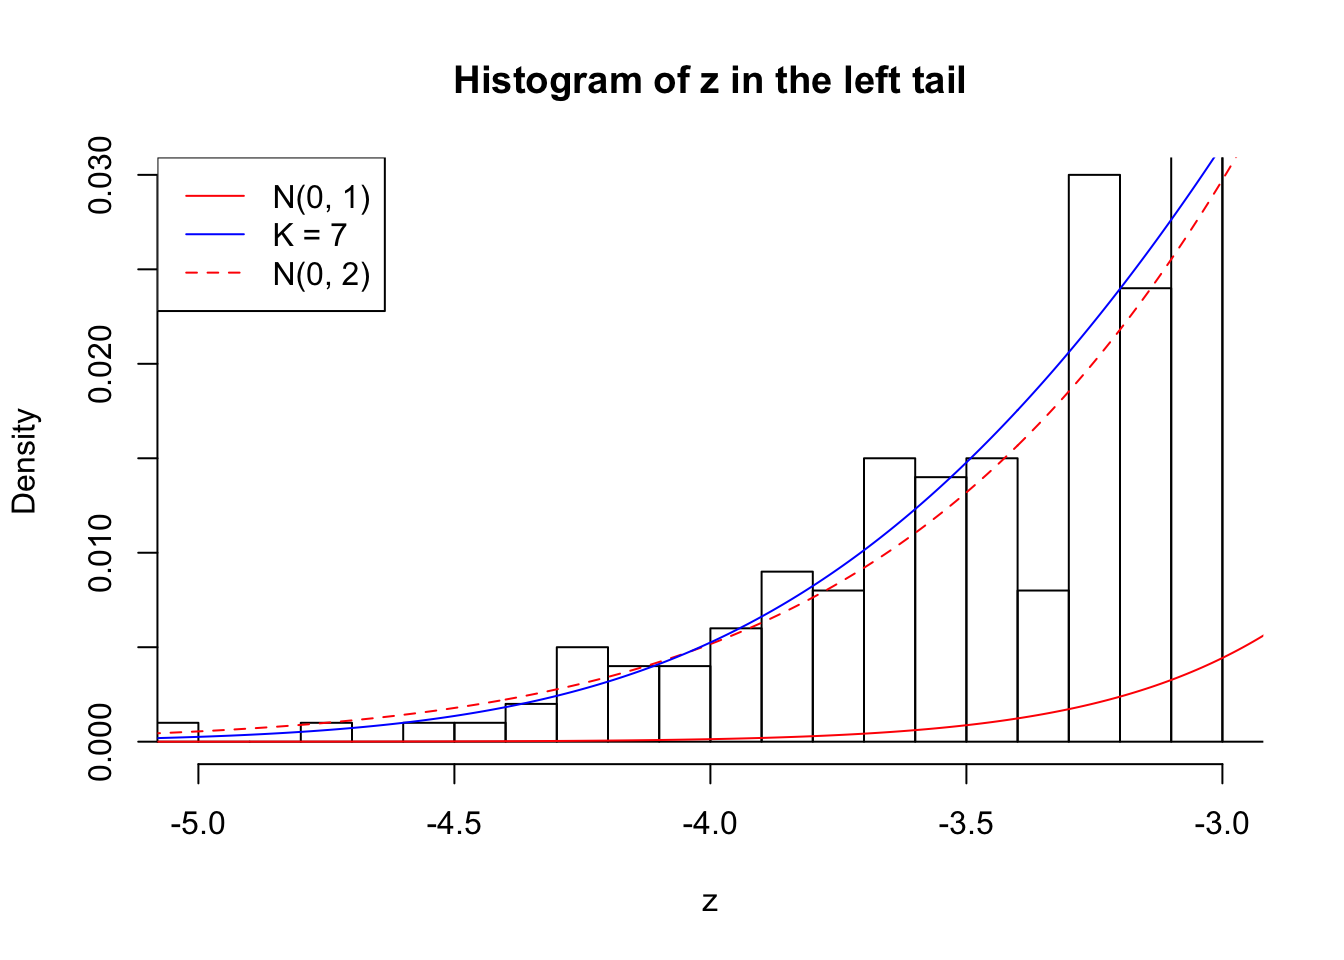 Histogram of z in the left tail
N(0, 1)
K = 7
N(0, 2)
Density
0.030
0.020
0.010
0.000
-5.0 -4.5 -4.0 -3.5 -3.0
z